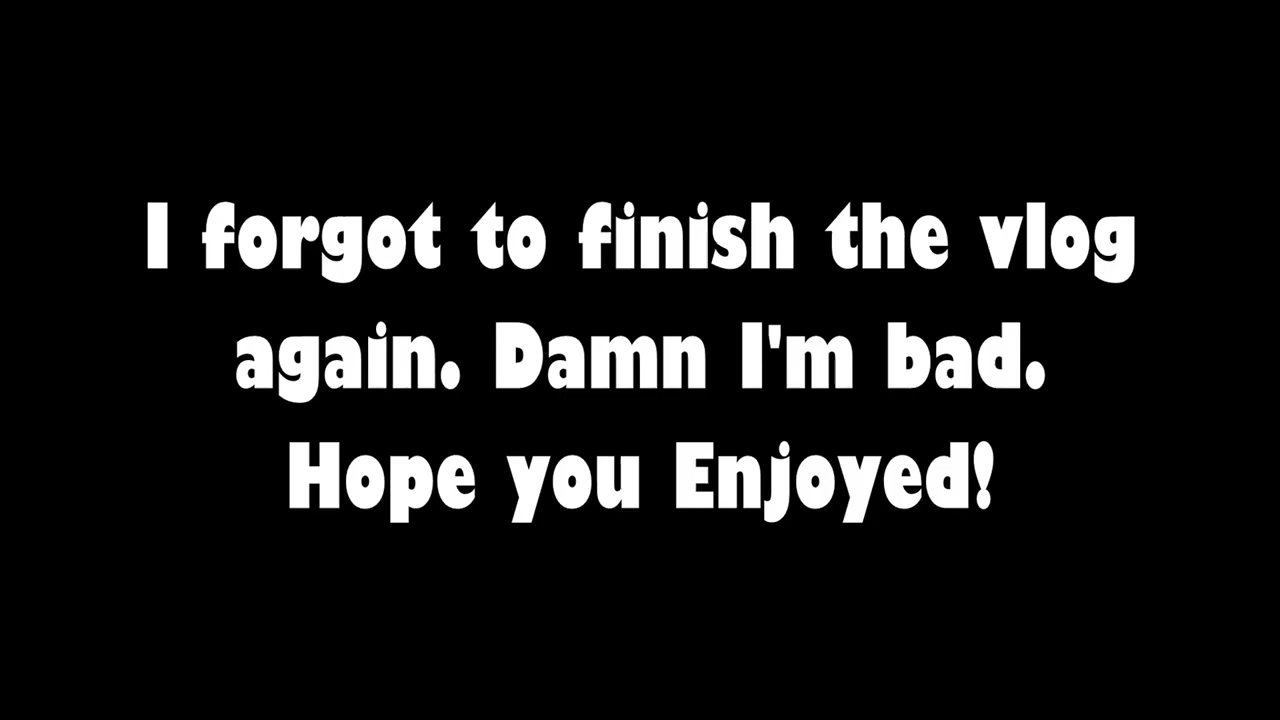 I forgot to finish the vlog
again. Damn I'm bad.
Hope you Enjoyed!